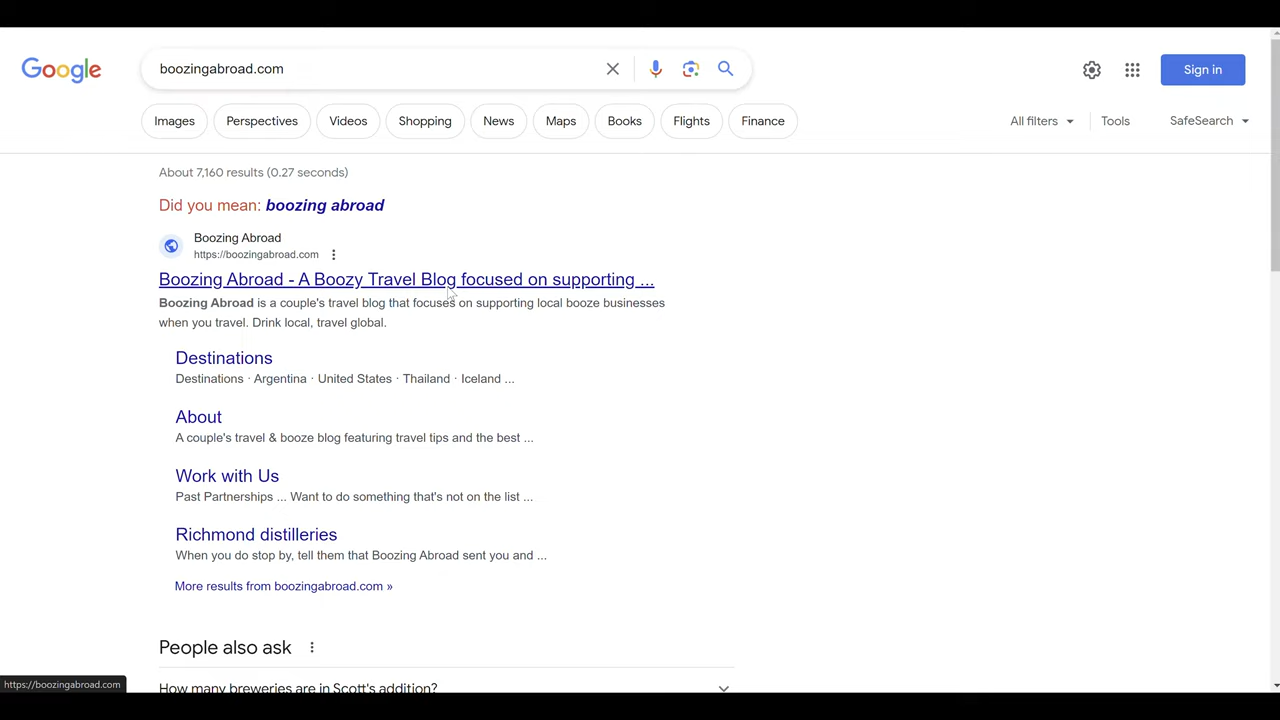 Google
boozingabroad.com
Sign in
Images
Perspectives
Videos
Shopping
News
Maps
Books
Flights
Finance
All filters
Tools
SafeSearch
About 7,160 results (0.27 seconds)
Did you mean: boozing abroad
Boozing Abroad
https://boozingabroad.com
Boozing Abroad - A Boozy Travel Blog focused on supporting ...
Boozing Abroad is a couple's travel blog that focuses on supporting local booze businesses
when you travel. Drink local, travel global.
Destinations
Destinations · Argentina · United States · Thailand · Iceland ...
About
A couple's travel & booze blog featuring travel tips and the best ...
Work with Us
Past Partnerships ... Want to do something that's not on the list ...
Richmond distilleries
When you do stop by, tell them that Boozing Abroad sent you and ...
More results from boozingabroad.com »
People also ask
How many breweries are in Scott's addition?
https://boozingabroad.com